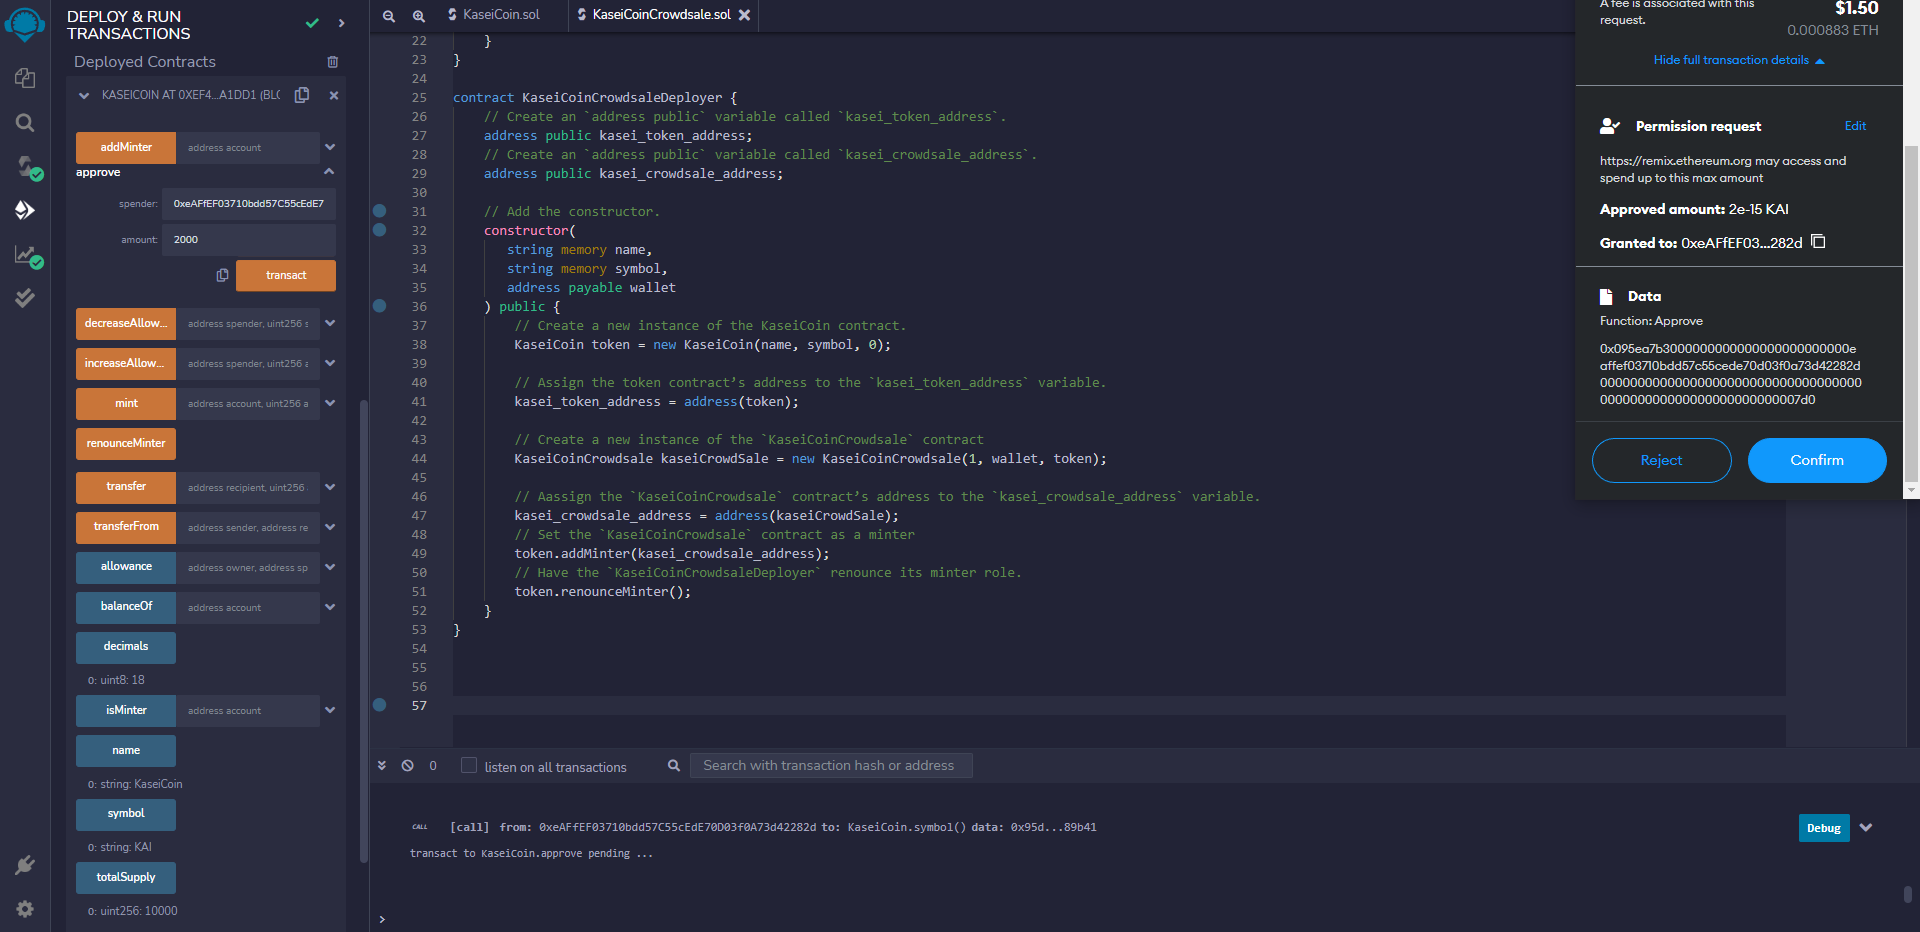 DEPLOY & RUN
TRANSACTIONS
Deployed Contracts
KASEICOIN AT 0XEF4...A1DD1 (BLC
addMinter address account
approve
spender: 0xeAFfEF03710bdd57C55cEdE7
amount: 2000
transact
decreaseAllow... address spender, uint256 s
increaseAllow... address spender, uint256 a
mint address account, uint256 a
renounceMinter
transfer address recipient, uint256
transferFrom address sender, address re
allowance address owner, address sp
balanceOf address account
decimals
0: uint8: 18
isMinter address account
name
0: string: KaseiCoin
symbol
0: string: KAI
totalSupply
0: uint256: 10000
KaseiCoin.sol KaseiCoinCrowdsale.sol
22 }
23 }
24
25 contract KaseiCoinCrowdsaleDeployer {
26 // Create an `address public` variable called `kasei_token_address`.
27 address public kasei_token_address;
28 // Create an `address public` variable called `kasei_crowdsale_address`.
29 address public kasei_crowdsale_address;
30
31 // Add the constructor.
32 constructor(
33 string memory name,
34 string memory symbol,
35 address payable wallet
36 ) public {
37 // Create a new instance of the KaseiCoin contract.
38 KaseiCoin token = new KaseiCoin(name, symbol, 0);
39
40 // Assign the token contract’s address to the `kasei_token_address` variable.
41 kasei_token_address = address(token);
42
43 // Create a new instance of the `KaseiCoinCrowdsale` contract
44 KaseiCoinCrowdsale kaseiCrowdSale = new KaseiCoinCrowdsale(1, wallet, token);
45
46 // Aassign the `KaseiCoinCrowdsale` contract’s address to the `kasei_crowdsale_address` variable.
47 kasei_crowdsale_address = address(kaseiCrowdSale);
48 // Set the `KaseiCoinCrowdsale` contract as a minter
49 token.addMinter(kasei_crowdsale_address);
50 // Have the `KaseiCoinCrowdsaleDeployer` renounce its minter role.
51 token.renounceMinter();
52 }
53 }
54
55
56
57
0 listen on all transactions Search with transaction hash or address
CALL [call] from: 0xeAFfEF03710bdd57C55cEdE70D03f0A73d42282d to: KaseiCoin.symbol() data: 0x95d...89b41
Debug
transact to KaseiCoin.approve pending ...
>
A fee is associated with this
request.
$1.50
0.000883 ETH
Hide full transaction details
Permission request Edit
https://remix.ethereum.org may access and
spend up to this max amount
Approved amount: 2e-15 KAI
Granted to: 0xeAFfEF03...282d
Data
Function: Approve
0x095ea7b3000000000000000000000000e
affef03710bdd57c55cede70d03f0a73d42282d
0000000000000000000000000000000000
00000000000000000000000000007d0
Reject Confirm